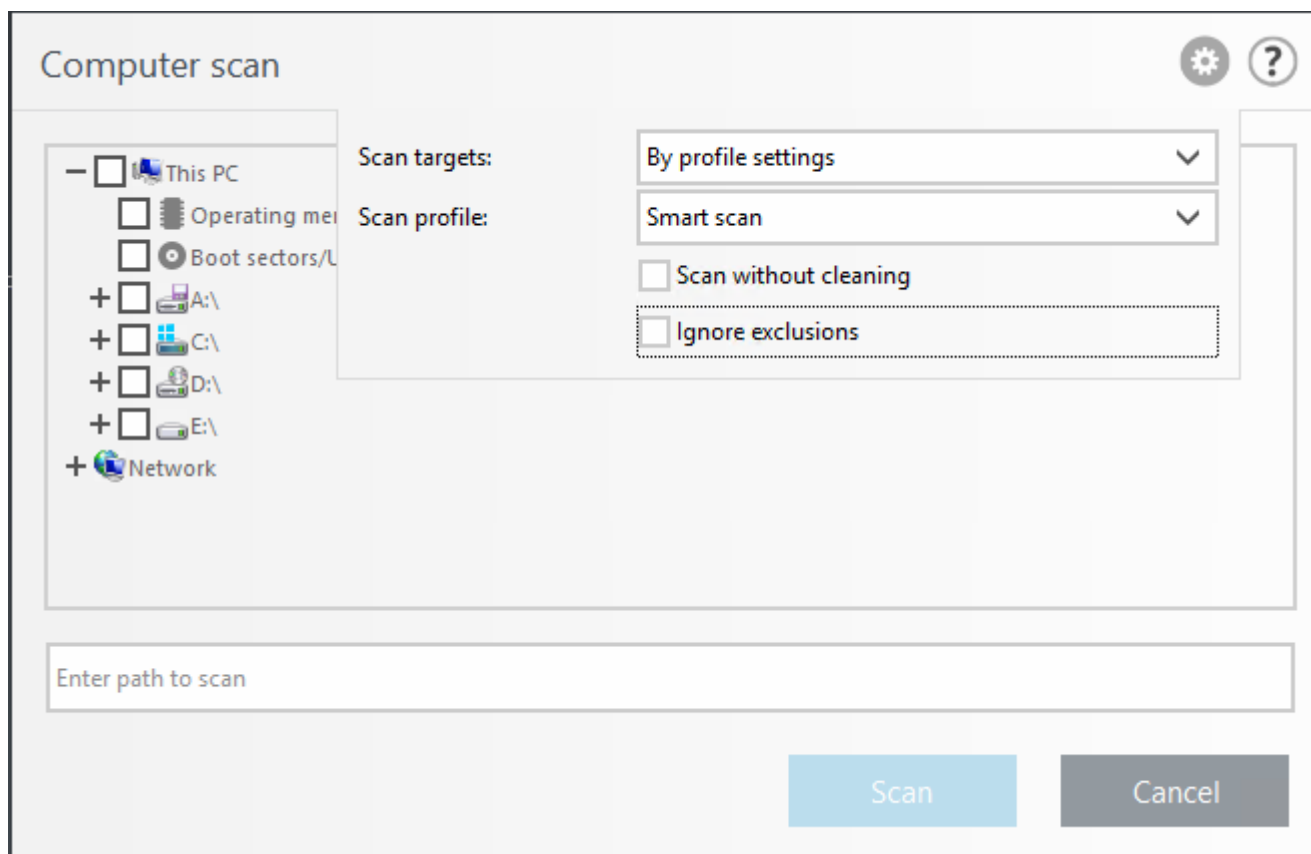 Computer scan
?
Scan targets:
By profile settings
Scan profile:
Smart scan
Scan without cleaning
Ignore exclusions
This PC
Operating
Boot sectors/
A:\
C:\
D:\
E:\
Network
Enter path to scan
Scan
Cancel